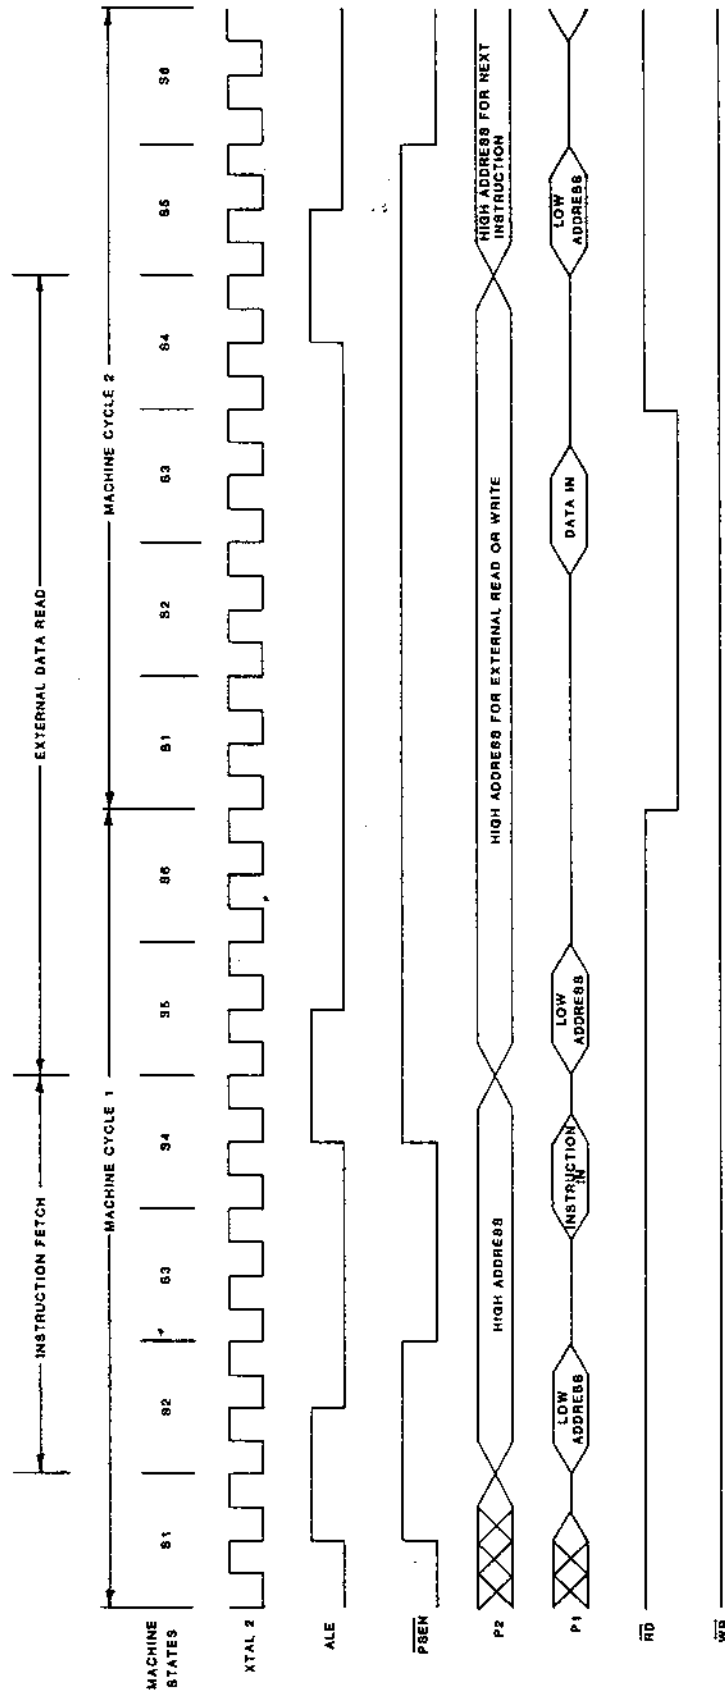 INSTRUCTION FETCH
EXTERNAL DATA READ
MACHINE CYCLE 1
MACHINE CYCLE 2
MACHINE
STATES
S1
S2
S3
S4
S5
S6
S1
S2
S3
S4
S5
S6
XTAL 2
ALE
PSEN
P2
HIGH ADDRESS
HIGH ADDRESS FOR EXTERNAL READ OR WRITE
HIGH ADDRESS FOR NEXT
INSTRUCTION
P1
LOW
ADDRESS
INSTRUCTION
IN
LOW
ADDRESS
DATA IN
LOW
ADDRESS
RD
WR